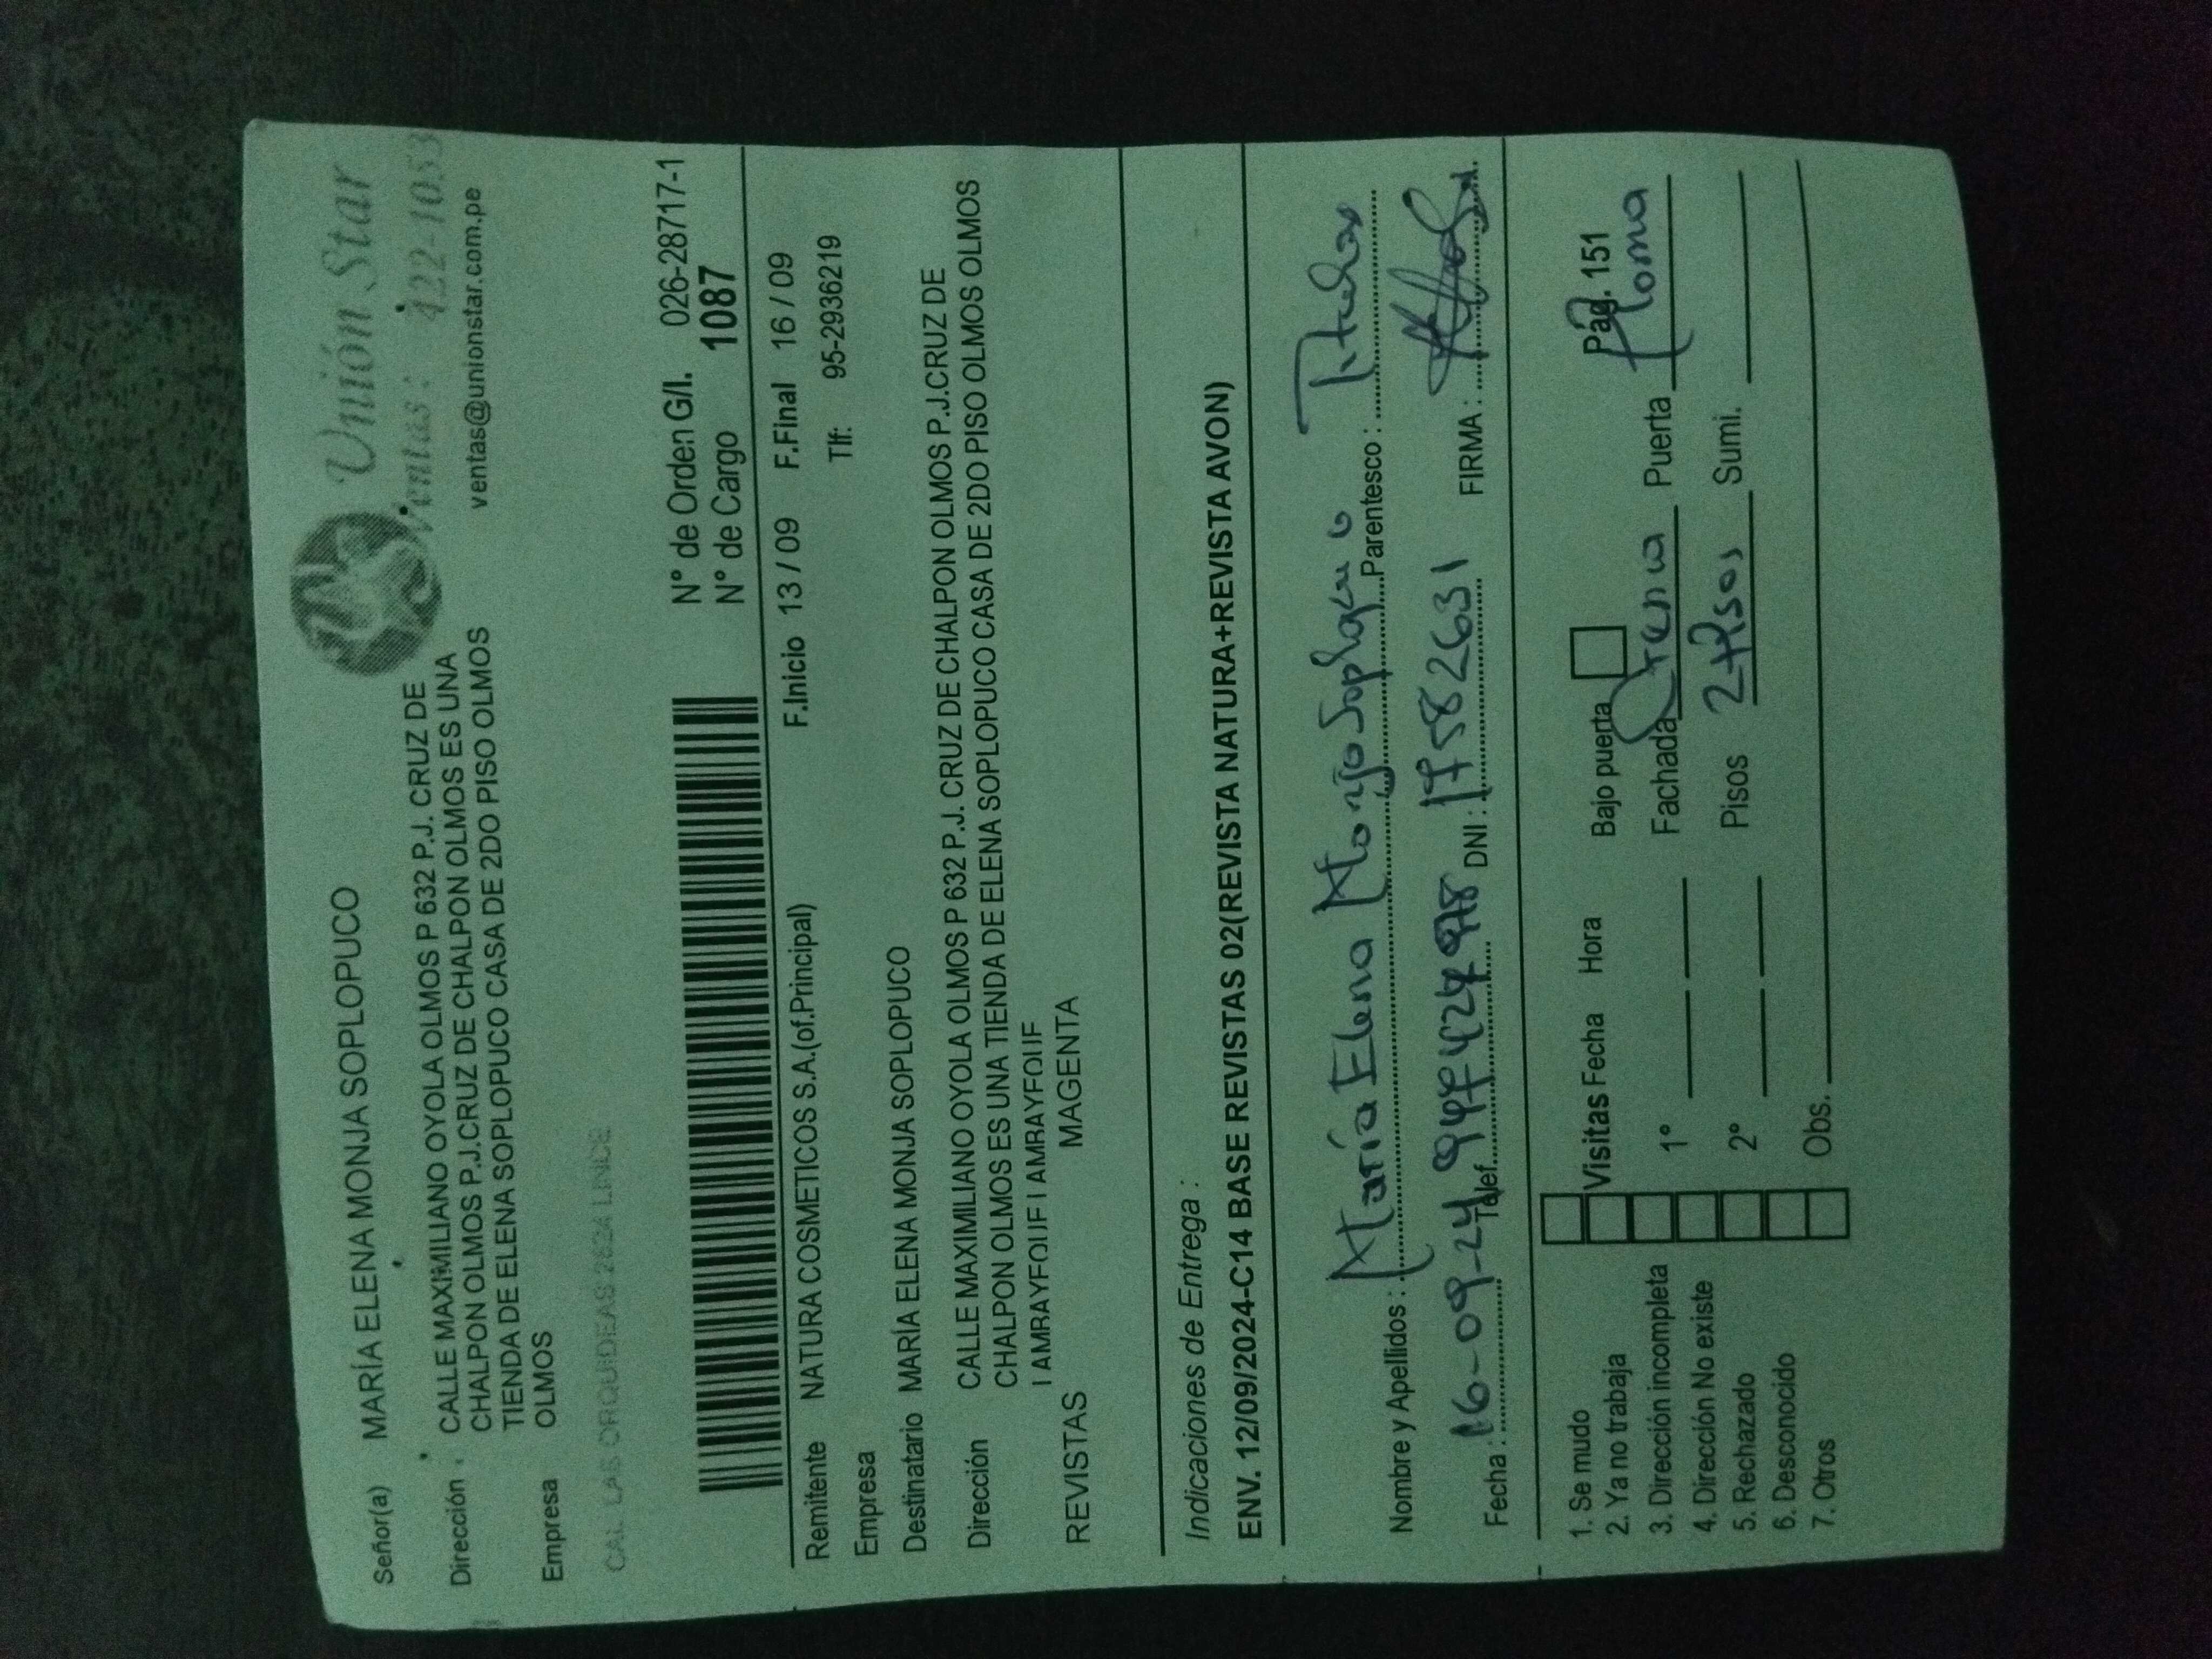 Unión Star
Ventas: 422-1053
ventas@unionstar.com.pe
Señor(a) MARÍA ELENA MONJA SOPLOPUCO
Dirección CALLE MAXIMILIANO OYOLA OLMOS P 632 P.J. CRUZ DE
CHALPON OLMOS P.J.CRUZ DE CHALPON OLMOS ES UNA
TIENDA DE ELENA SOPLOPUCO CASA DE 2DO PISO OLMOS
Empresa OLMOS
CAL. LAS ORQUIDEAS 2624 LINCE
N° de Orden G/I. 026-28717-1
N° de Cargo 1087
F.Inicio 13 / 09 F.Final 16 / 09
Remitente NATURA COSMETICOS S.A.(of.Principal) Tlf: 95-2936219
Empresa
Destinatario MARÍA ELENA MONJA SOPLOPUCO
Dirección CALLE MAXIMILIANO OYOLA OLMOS P 632 P.J. CRUZ DE CHALPON OLMOS P.J.CRUZ DE
CHALPON OLMOS ES UNA TIENDA DE ELENA SOPLOPUCO CASA DE 2DO PISO OLMOS OLMOS
REVISTAS MAGENTA
Indicaciones de Entrega :
ENV. 12/09/2024-C14 BASE REVISTAS 02(REVISTA NATURA+REVISTA AVON)
Nombre y Apellidos : María Elena Monja Soplopuco Parentesco : Titular
Fecha : 16-09-24 Telef. DNI : 17582631 FIRMA :
1. Se mudo
2. Ya no trabaja
3. Dirección incompleta
4. Dirección No existe
5. Rechazado
6. Desconocido
7. Otros
Visitas Fecha Hora
1°
2°
Obs.
Bajo puerta Pág. 151
Fachada Crema Puerta Ploma
Pisos 2 Pisos Sumi.